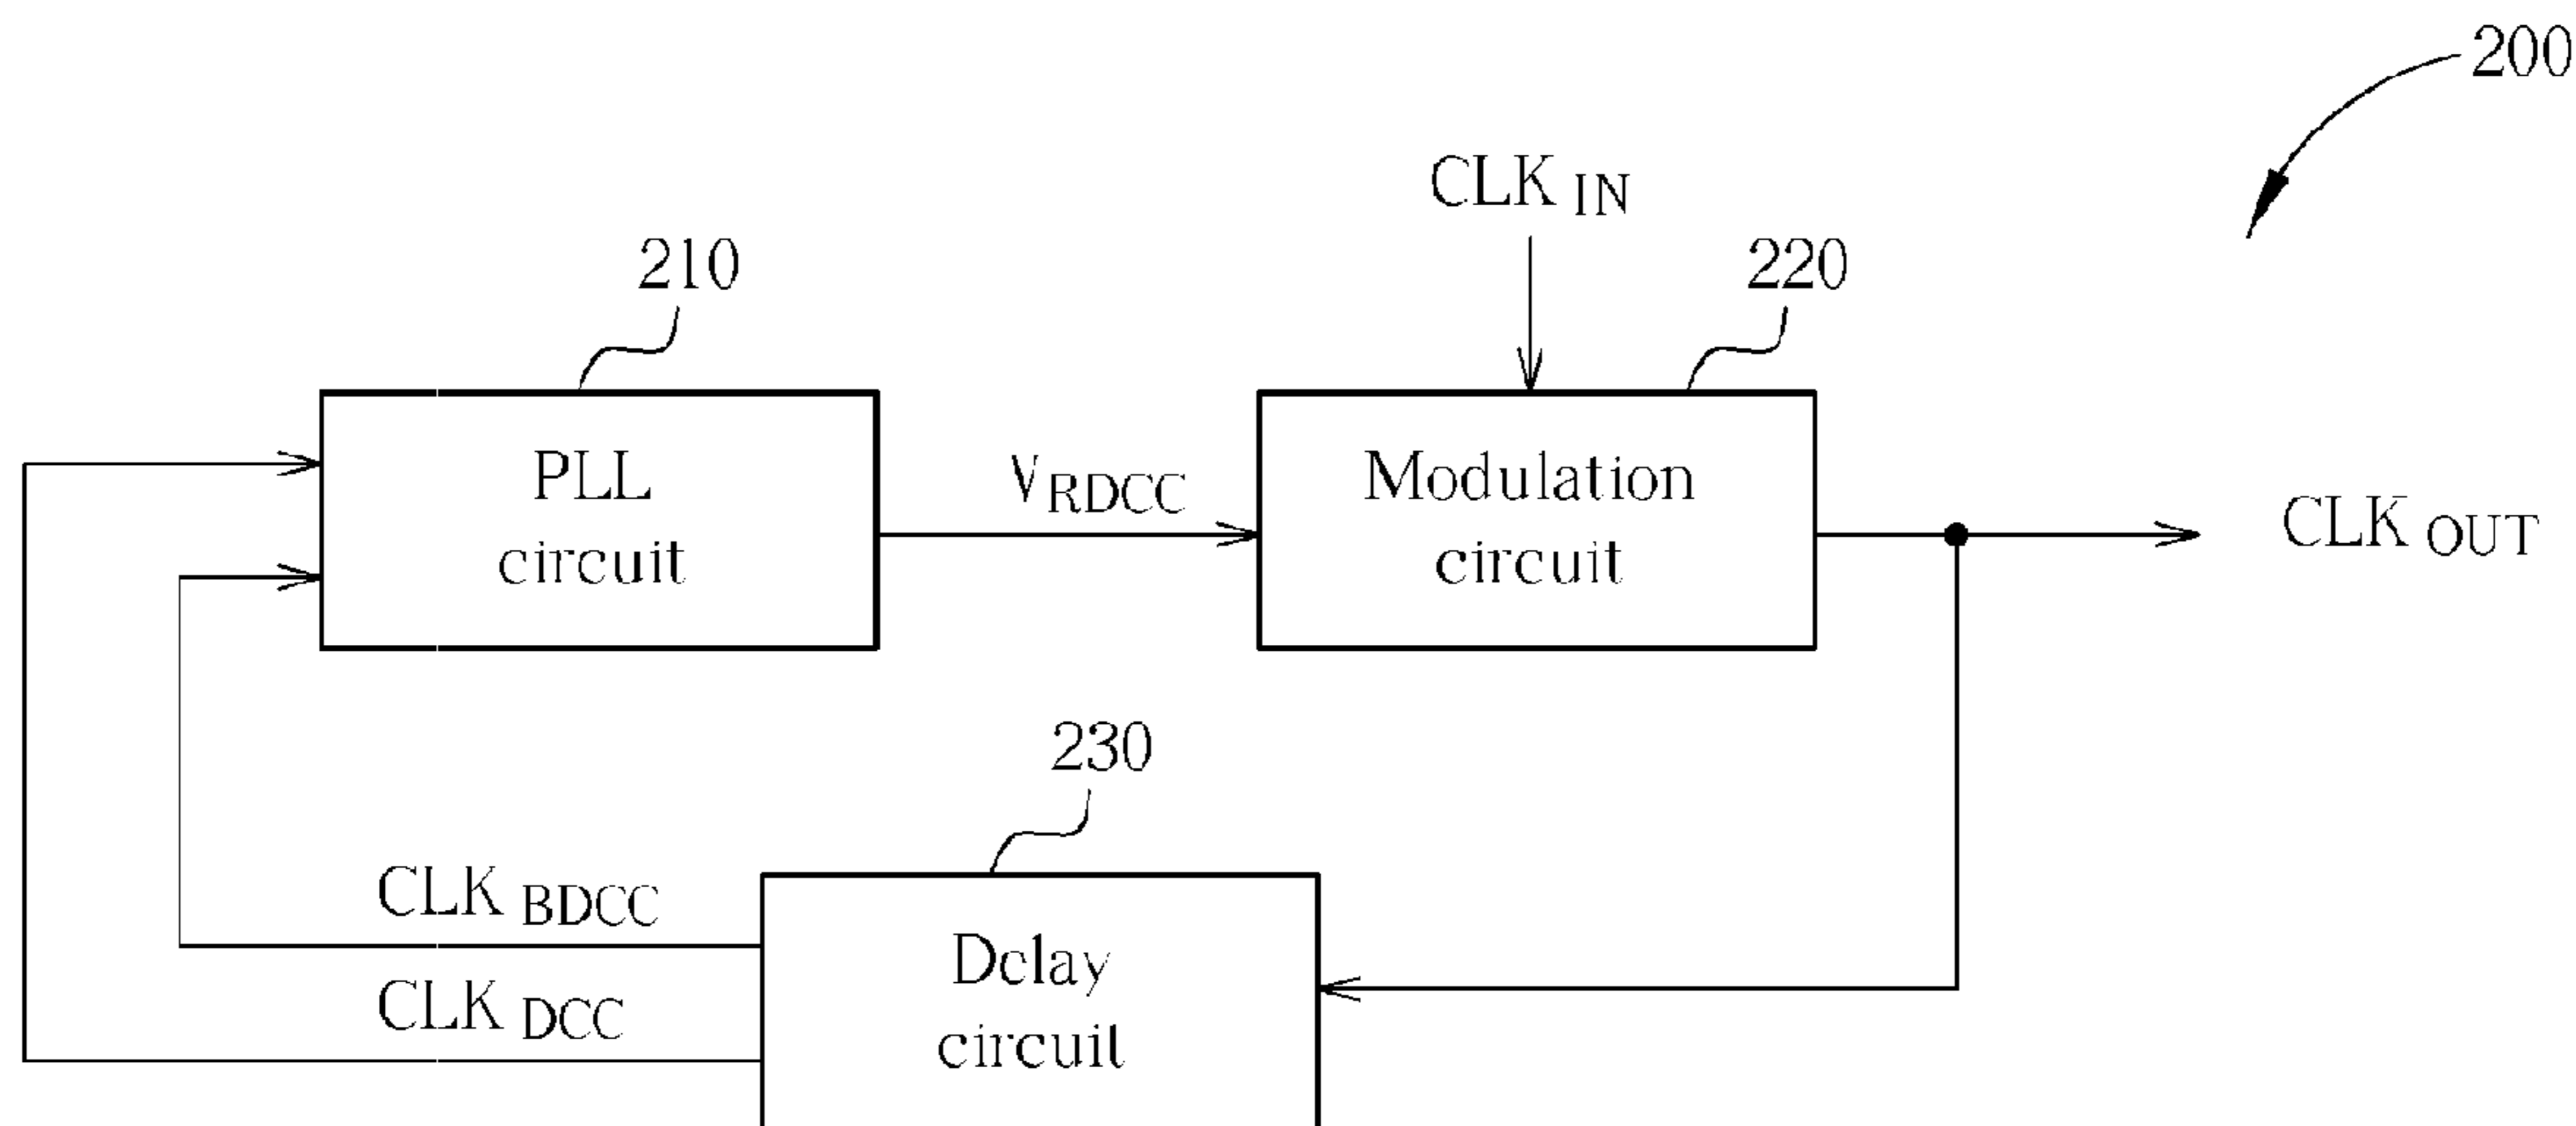 200
CLK IN
210
220
PLL
circuit
VRDCC
Modulation
circuit
CLK OUT
230
CLK BDCC
CLK DCC
Delay
circuit